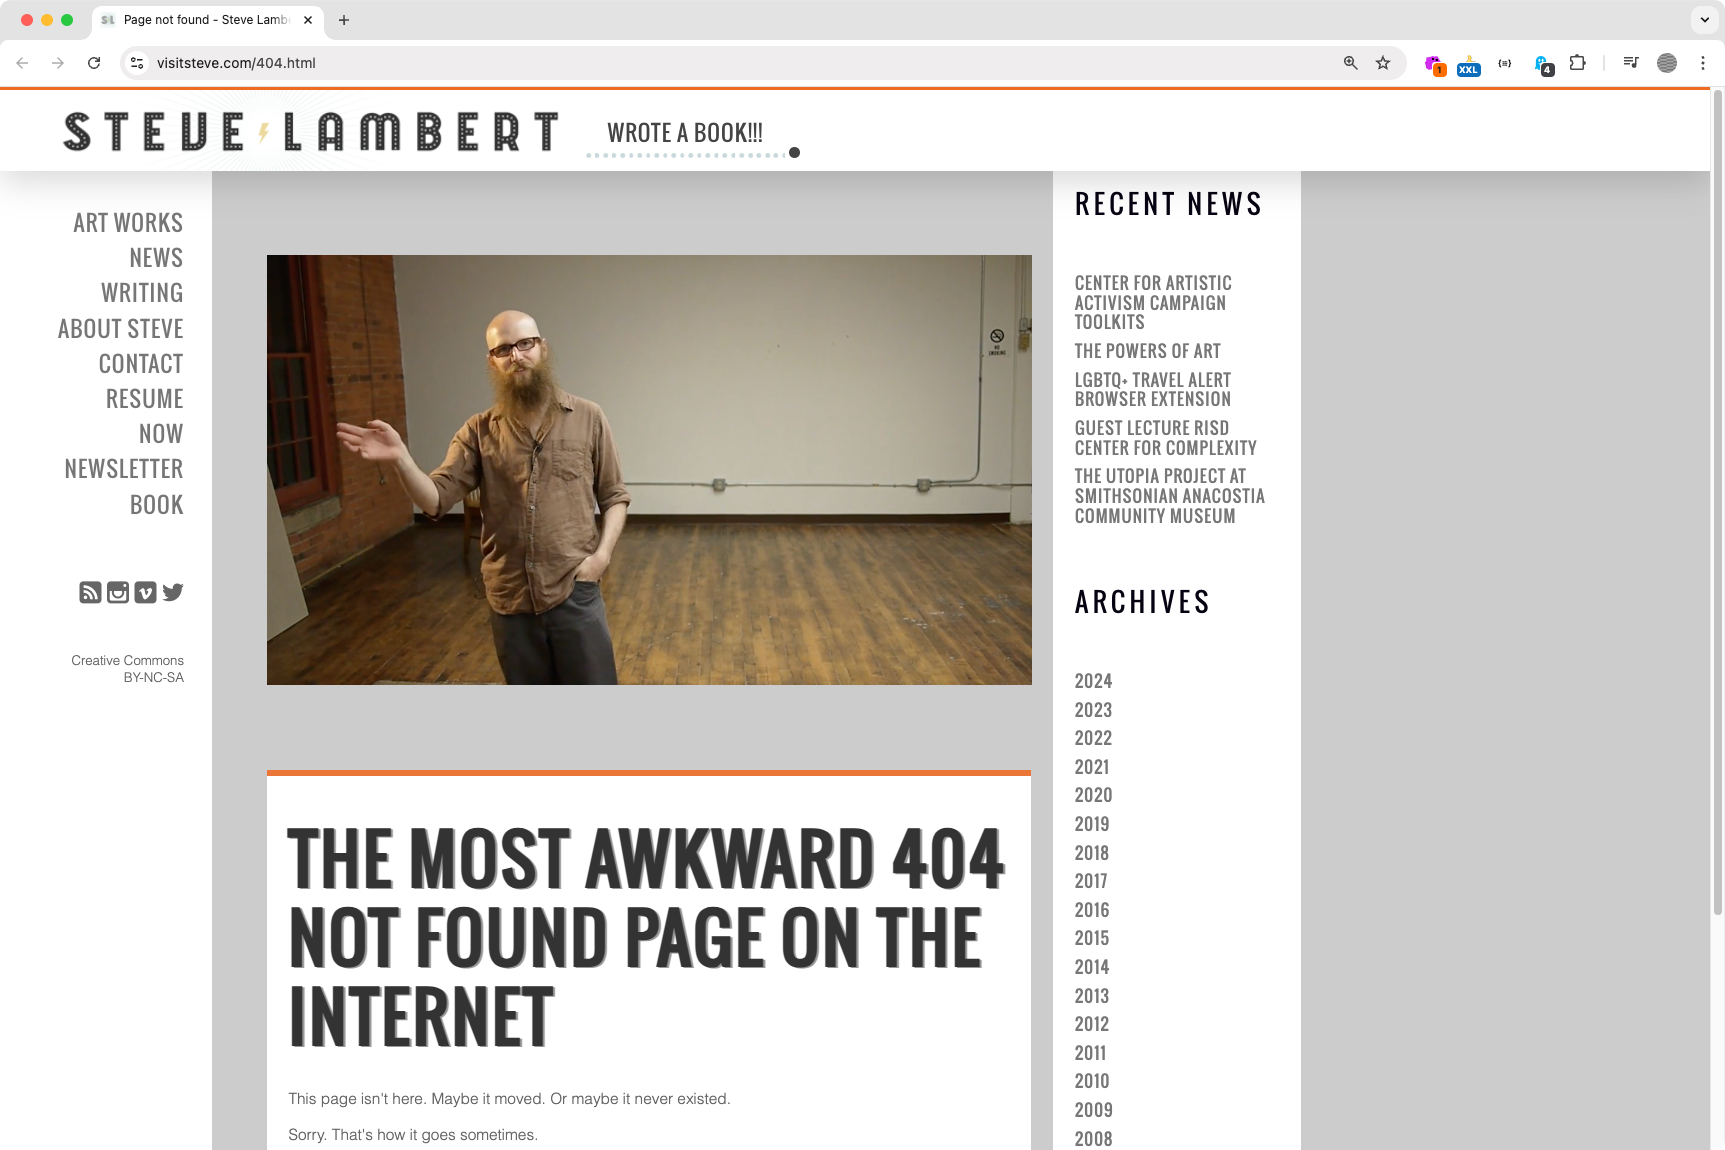 Page not found - Steve Lamb
visitsteve.com/404.html
1
XXL
4
STEVE LAMBERT
WROTE A BOOK!!!
ART WORKS
NEWS
WRITING
ABOUT STEVE
CONTACT
RESUME
NOW
NEWSLETTER
BOOK
Creative Commons
BY-NC-SA
NO
SMOKING
THE MOST AWKWARD 404
NOT FOUND PAGE ON THE
INTERNET
This page isn't here. Maybe it moved. Or maybe it never existed.
Sorry. That's how it goes sometimes.
RECENT NEWS
CENTER FOR ARTISTIC
ACTIVISM CAMPAIGN
TOOLKITS
THE POWERS OF ART
LGBTQ+ TRAVEL ALERT
BROWSER EXTENSION
GUEST LECTURE RISD
CENTER FOR COMPLEXITY
THE UTOPIA PROJECT AT
SMITHSONIAN ANACOSTIA
COMMUNITY MUSEUM
ARCHIVES
2024
2023
2022
2021
2020
2019
2018
2017
2016
2015
2014
2013
2012
2011
2010
2009
2008